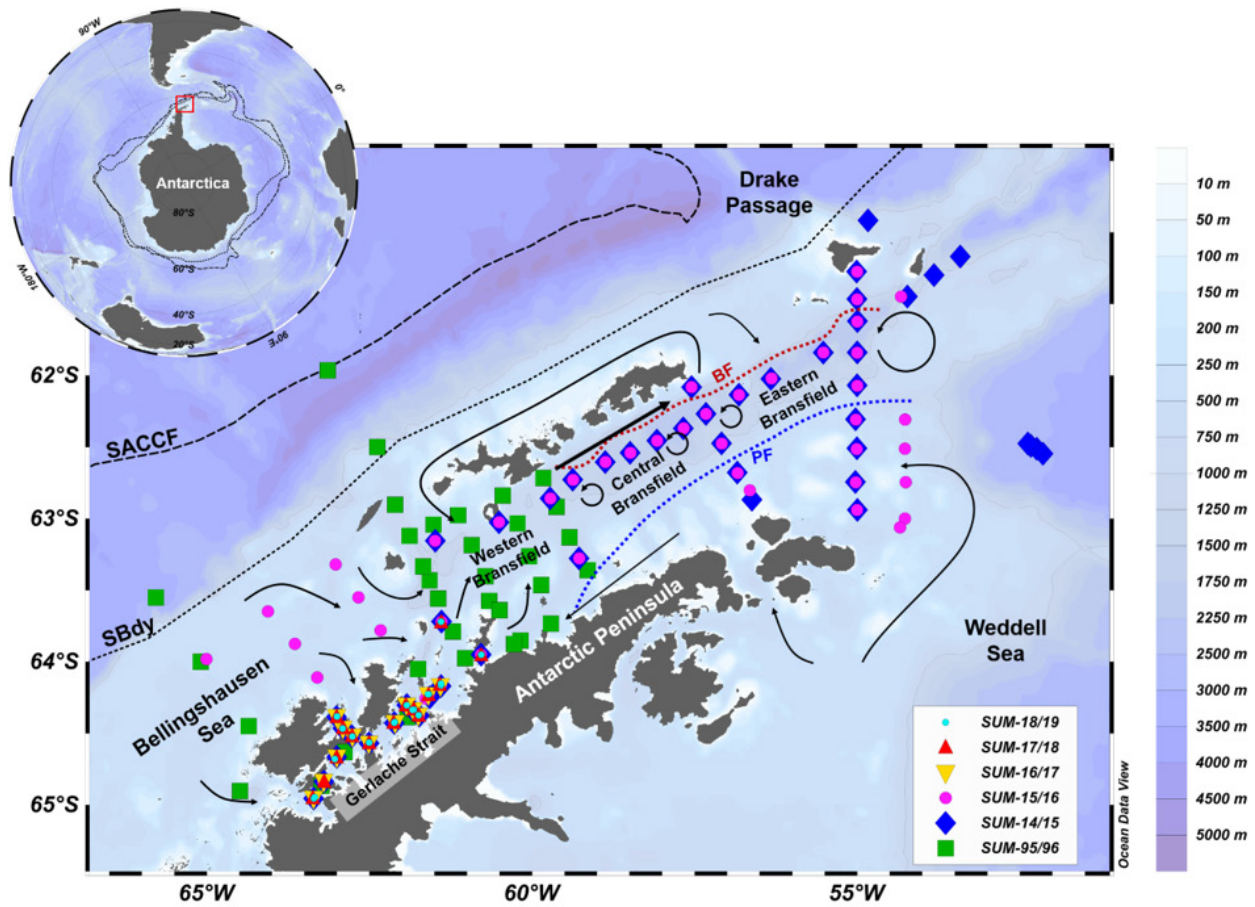 90°W
0°
Antarctica
80°S
60°S
40°S
20°S
180°W
90°E
Drake
Passage
62°S
63°S
64°S
65°S
65°W
60°W
55°W
SACCF
SBdy
BF
PF
Eastern
Bransfield
Central
Bransfield
Western
Bransfield
Antarctic Peninsula
Weddell
Sea
Bellingshausen
Sea
Gerlache Strait
SUM-18/19
SUM-17/18
SUM-16/17
SUM-15/16
SUM-14/15
SUM-95/96
Ocean Data View
10 m
50 m
100 m
150 m
200 m
250 m
500 m
750 m
1000 m
1500 m
1750 m
2250 m
2500 m
3000 m
3500 m
4000 m
4500 m
5000 m